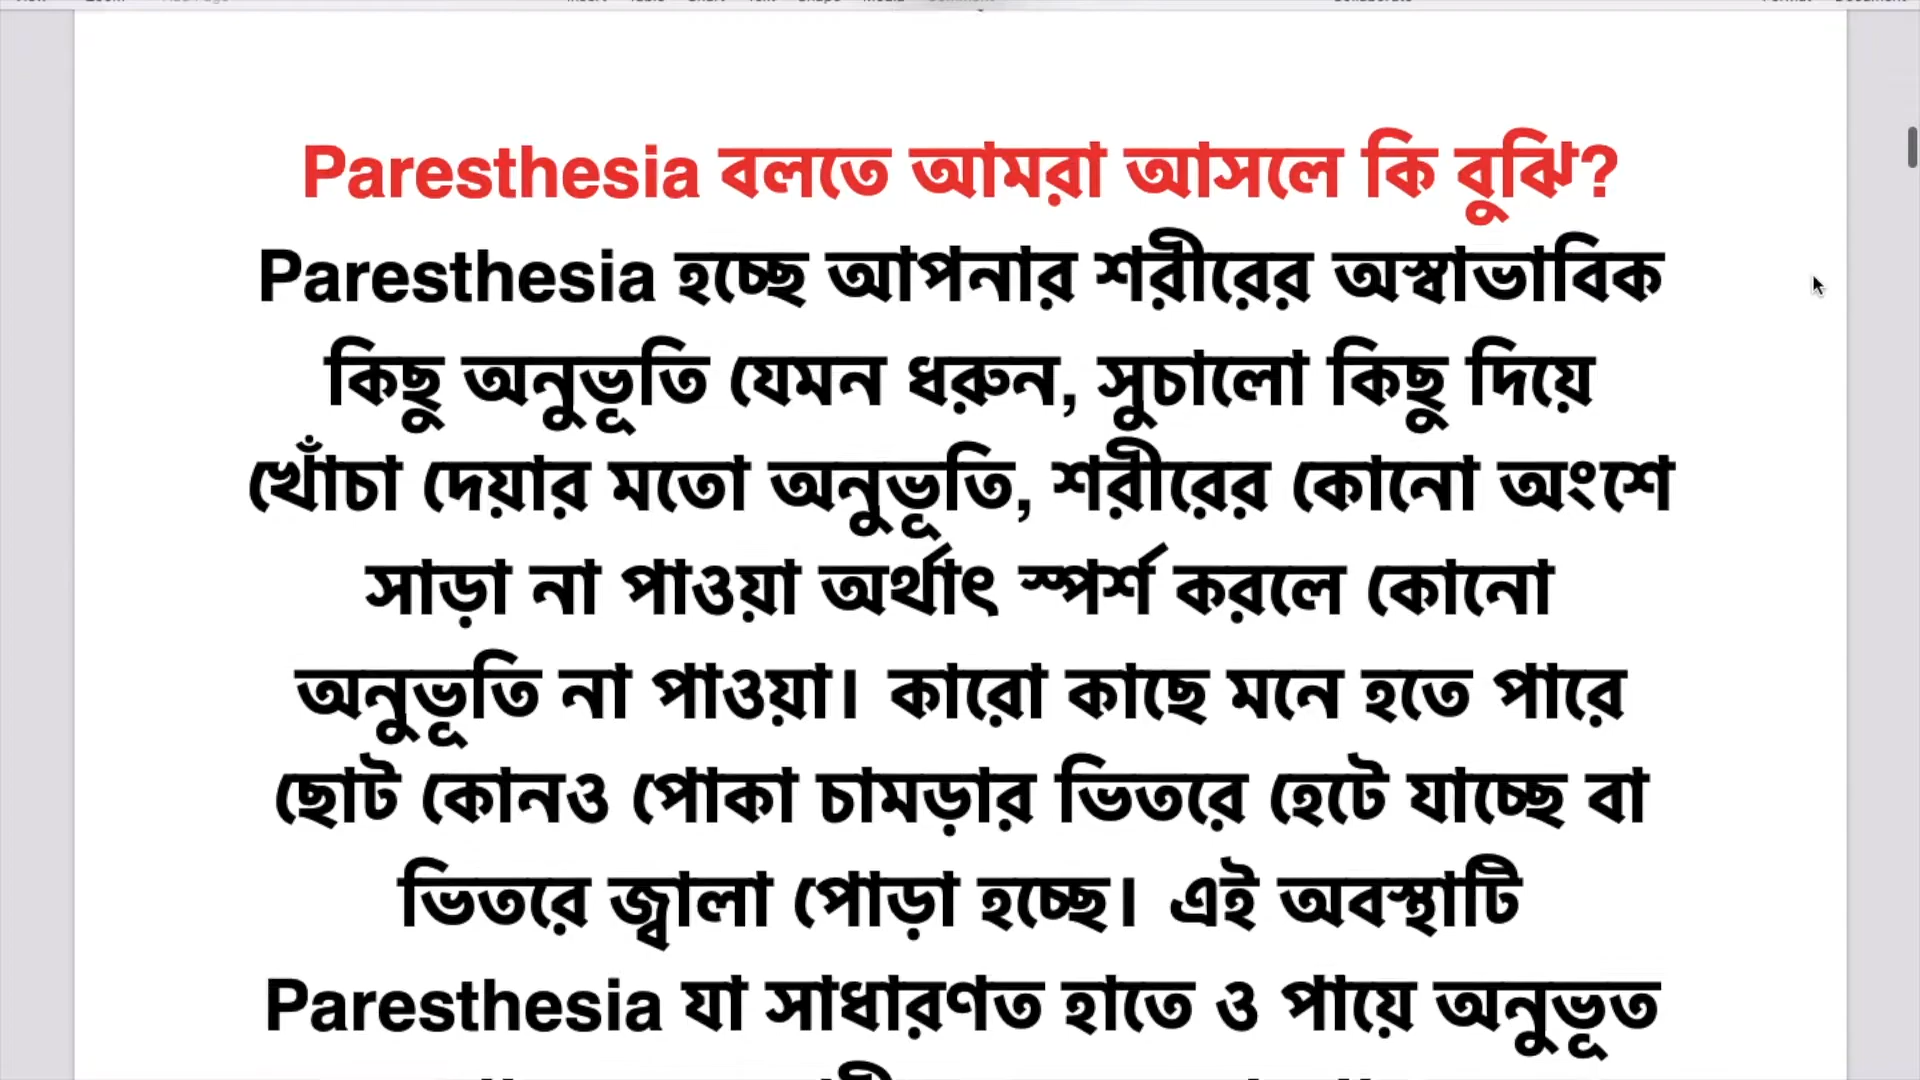 Paresthesia বলতে আমরা আসলে কি বুঝি?
Paresthesia হচ্ছে আপনার শরীরের অস্বাভাবিক
কিছু অনুভূতি যেমন ধরুন, সুচালো কিছু দিয়ে
খোঁচা দেয়ার মতো অনুভূতি, শরীরের কোনো অংশে
সাড়া না পাওয়া অর্থাৎ স্পর্শ করলে কোনো
অনুভূতি না পাওয়া। কারো কাছে মনে হতে পারে
ছোট কোনও পোকা চামড়ার ভিতরে হেটে যাচ্ছে বা
ভিতরে জ্বালা পোড়া হচ্ছে। এই অবস্থাটি
Paresthesia যা সাধারণত হাতে ও পায়ে অনুভূত